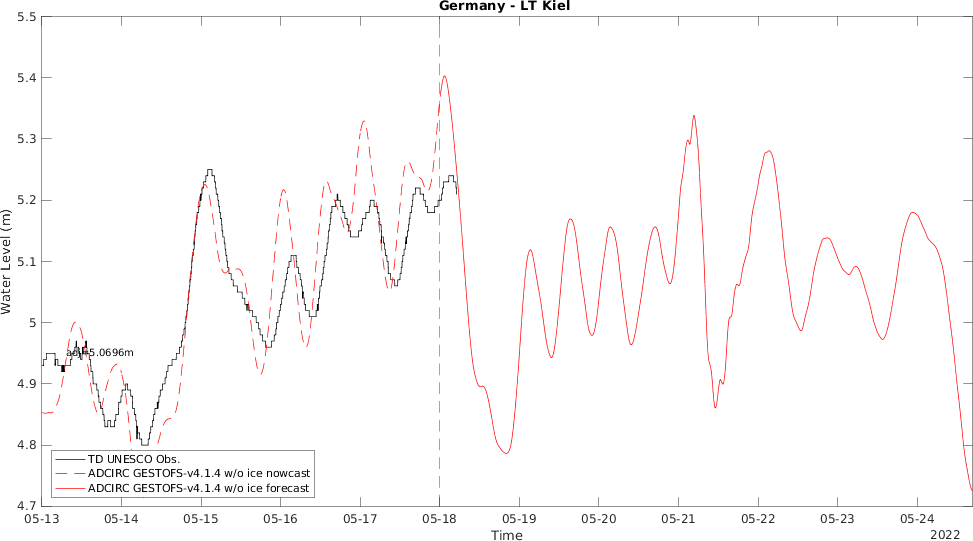 Germany - LT Kiel
5.5
5.4
5.3
5.2
5.1
5
4.9
4.8
4.7
Water Level (m)
5.0696m
TD UNESCO Obs.
ADCIRC GESTOFS-v4.1.4 w/o ice nowcast
ADCIRC GESTOFS-v4.1.4 w/o ice forecast
05-13 05-14 05-15 05-16 05-17 05-18 05-19 05-20 05-21 05-22 05-23 05-24
Time
2022